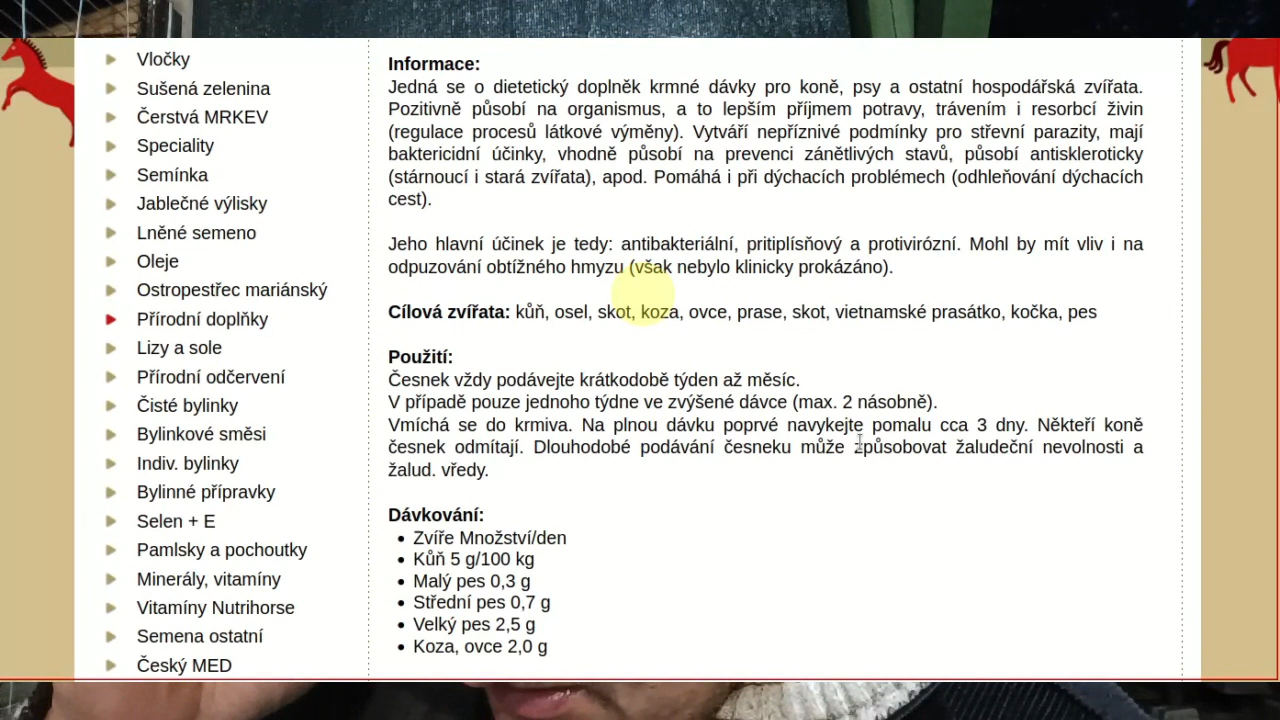 Vločky
Sušená zelenina
Čerstvá MRKEV
Speciality
Semínka
Jablečné výlisky
Lněné semeno
Oleje
Ostropestřec mariánský
Přírodní doplňky
Lizy a sole
Přírodní odčervení
Čisté bylinky
Bylinkové směsi
Indiv. bylinky
Bylinné přípravky
Selen + E
Pamlsky a pochoutky
Minerály, vitamíny
Vitamíny Nutrihorse
Semena ostatní
Český MED
Informace:
Jedná se o dietetický doplněk krmné dávky pro koně, psy a ostatní hospodářská zvířata.
Pozitivně působí na organismus, a to lepším příjmem potravy, trávením i resorbcí živin
(regulace procesů látkové výměny). Vytváří nepříznivé podmínky pro střevní parazity, mají
baktericidní účinky, vhodně působí na prevenci zánětlivých stavů, působí antiskleroticky
(stárnoucí i stará zvířata), apod. Pomáhá i při dýchacích problémech (odhleňování dýchacích
cest).
Jeho hlavní účinek je tedy: antibakteriální, pritiplísňový a protivirózní. Mohl by mít vliv i na
odpuzování obtížného hmyzu (však nebylo klinicky prokázáno).
Cílová zvířata: kůň, osel, skot, koza, ovce, prase, skot, vietnamské prasátko, kočka, pes
Použití:
Česnek vždy podávejte krátkodobě týden až měsíc.
V případě pouze jednoho týdne ve zvýšené dávce (max. 2 násobně).
Vmíchá se do krmiva. Na plnou dávku poprvé navykejte pomalu cca 3 dny. Někteří koně
česnek odmítají. Dlouhodobé podávání česneku může způsobovat žaludeční nevolnosti a
žalud. vředy.
Dávkování:
Zvíře Množství/den
Kůň 5 g/100 kg
Malý pes 0,3 g
Střední pes 0,7 g
Velký pes 2,5 g
Koza, ovce 2,0 g